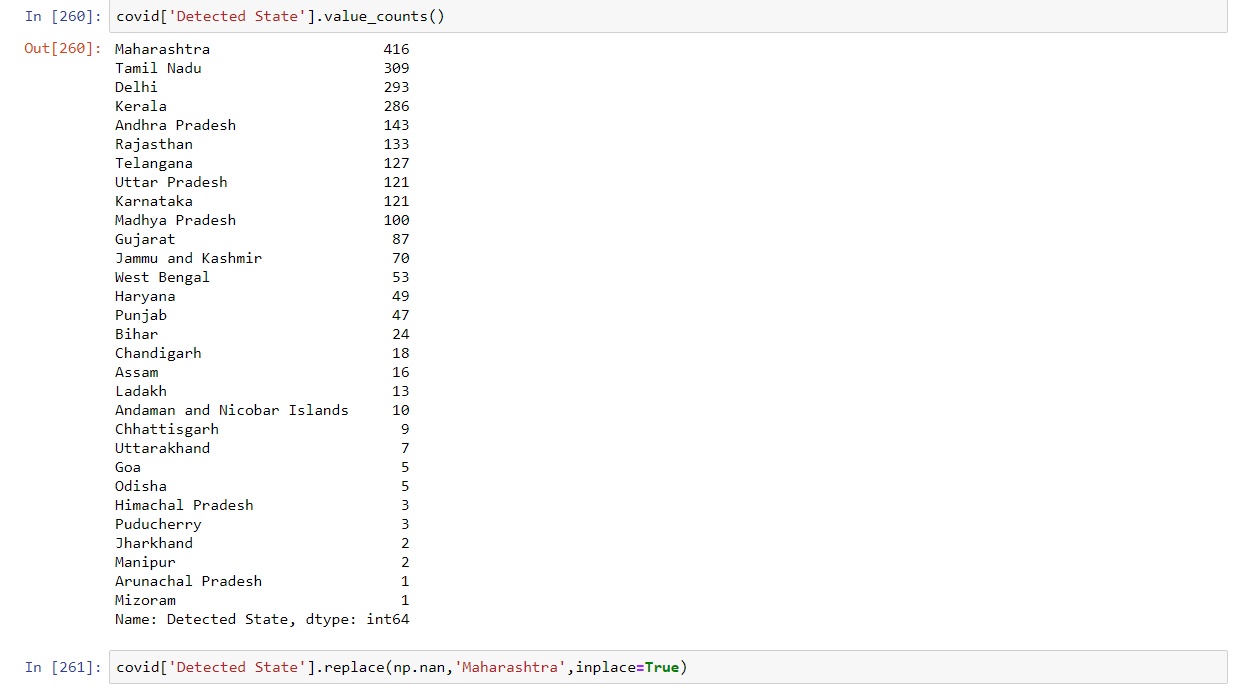 In [260]: covid['Detected State'].value_counts()
Out[260]: Maharashtra 416
Tamil Nadu 309
Delhi 293
Kerala 286
Andhra Pradesh 143
Rajasthan 133
Telangana 127
Uttar Pradesh 121
Karnataka 121
Madhya Pradesh 100
Gujarat 87
Jammu and Kashmir 70
West Bengal 53
Haryana 49
Punjab 47
Bihar 24
Chandigarh 18
Assam 16
Ladakh 13
Andaman and Nicobar Islands 10
Chhattisgarh 9
Uttarakhand 7
Goa 5
Odisha 5
Himachal Pradesh 3
Puducherry 3
Jharkhand 2
Manipur 2
Arunachal Pradesh 1
Mizoram 1
Name: Detected State, dtype: int64
In [261]: covid['Detected State'].replace(np.nan,'Maharashtra',inplace=True)